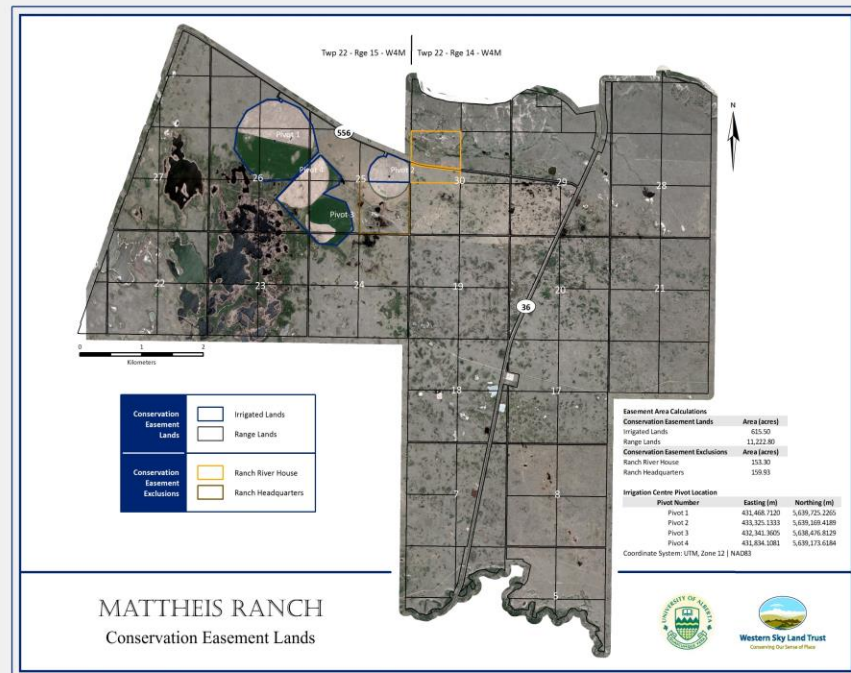 Twp 22 - Rge 15 - W4M
Twp 22 - Rge 14 - W4M
N
556
Pivot 1
Pivot 4
Pivot 2
Pivot 3
27
26
25
30
29
28
22
23
24
19
20
21
36
18
17
7
8
5
0 1 2
Kilometers
Conservation Easement Lands
Irrigated Lands
Range Lands
Conservation Easement Exclusions
Ranch River House
Ranch Headquarters
Easement Area Calculations
Conservation Easement Lands Area (acres)
Irrigated Lands 615.50
Range Lands 11,222.80
Conservation Easement Exclusions Area (acres)
Ranch River House 153.30
Ranch Headquarters 159.93
Irrigation Centre Pivot Location
Pivot Number Easting (m) Northing (m)
Pivot 1 431,468.7120 5,639,725.2265
Pivot 2 433,325.1333 5,639,169.4189
Pivot 3 432,341.3605 5,638,476.8129
Pivot 4 431,834.1081 5,639,173.6184
Coordinate System: UTM, Zone 12 | NAD83
MATTHEIS RANCH
Conservation Easement Lands
UNIVERSITY OF ALBERTA
Western Sky Land Trust
Conserving Our Sense of Place